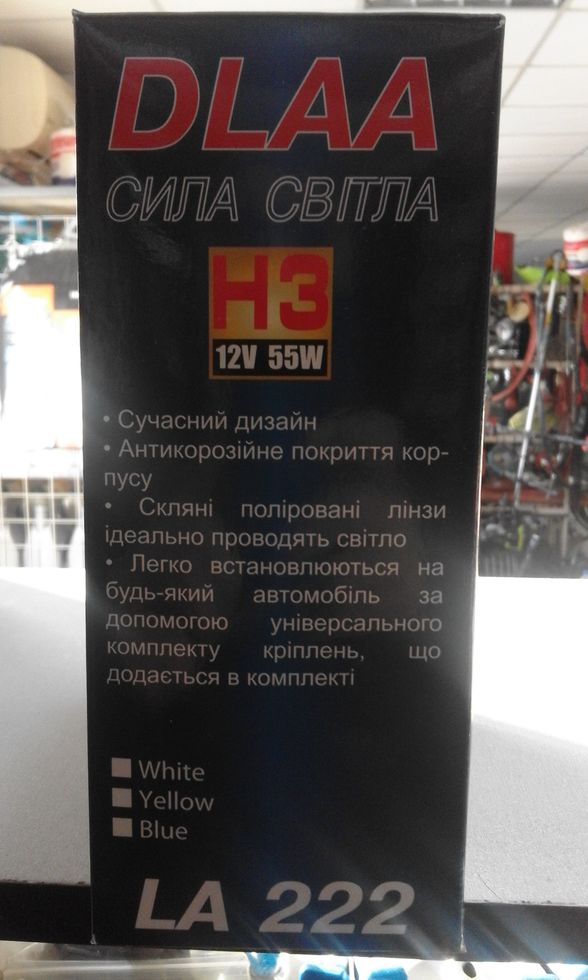 DLAA
СИЛА СВІТЛА
H3
12V 55W
• Сучасний дизайн
• Антикорозійне покриття кор-
пусу
• Скляні поліровані лінзи
ідеально проводять світло
• Легко встановлюються на
будь-який автомобіль за
допомогою універсального
комплекту кріплень, що
додається в комплекті
White
Yellow
Blue
LA 222